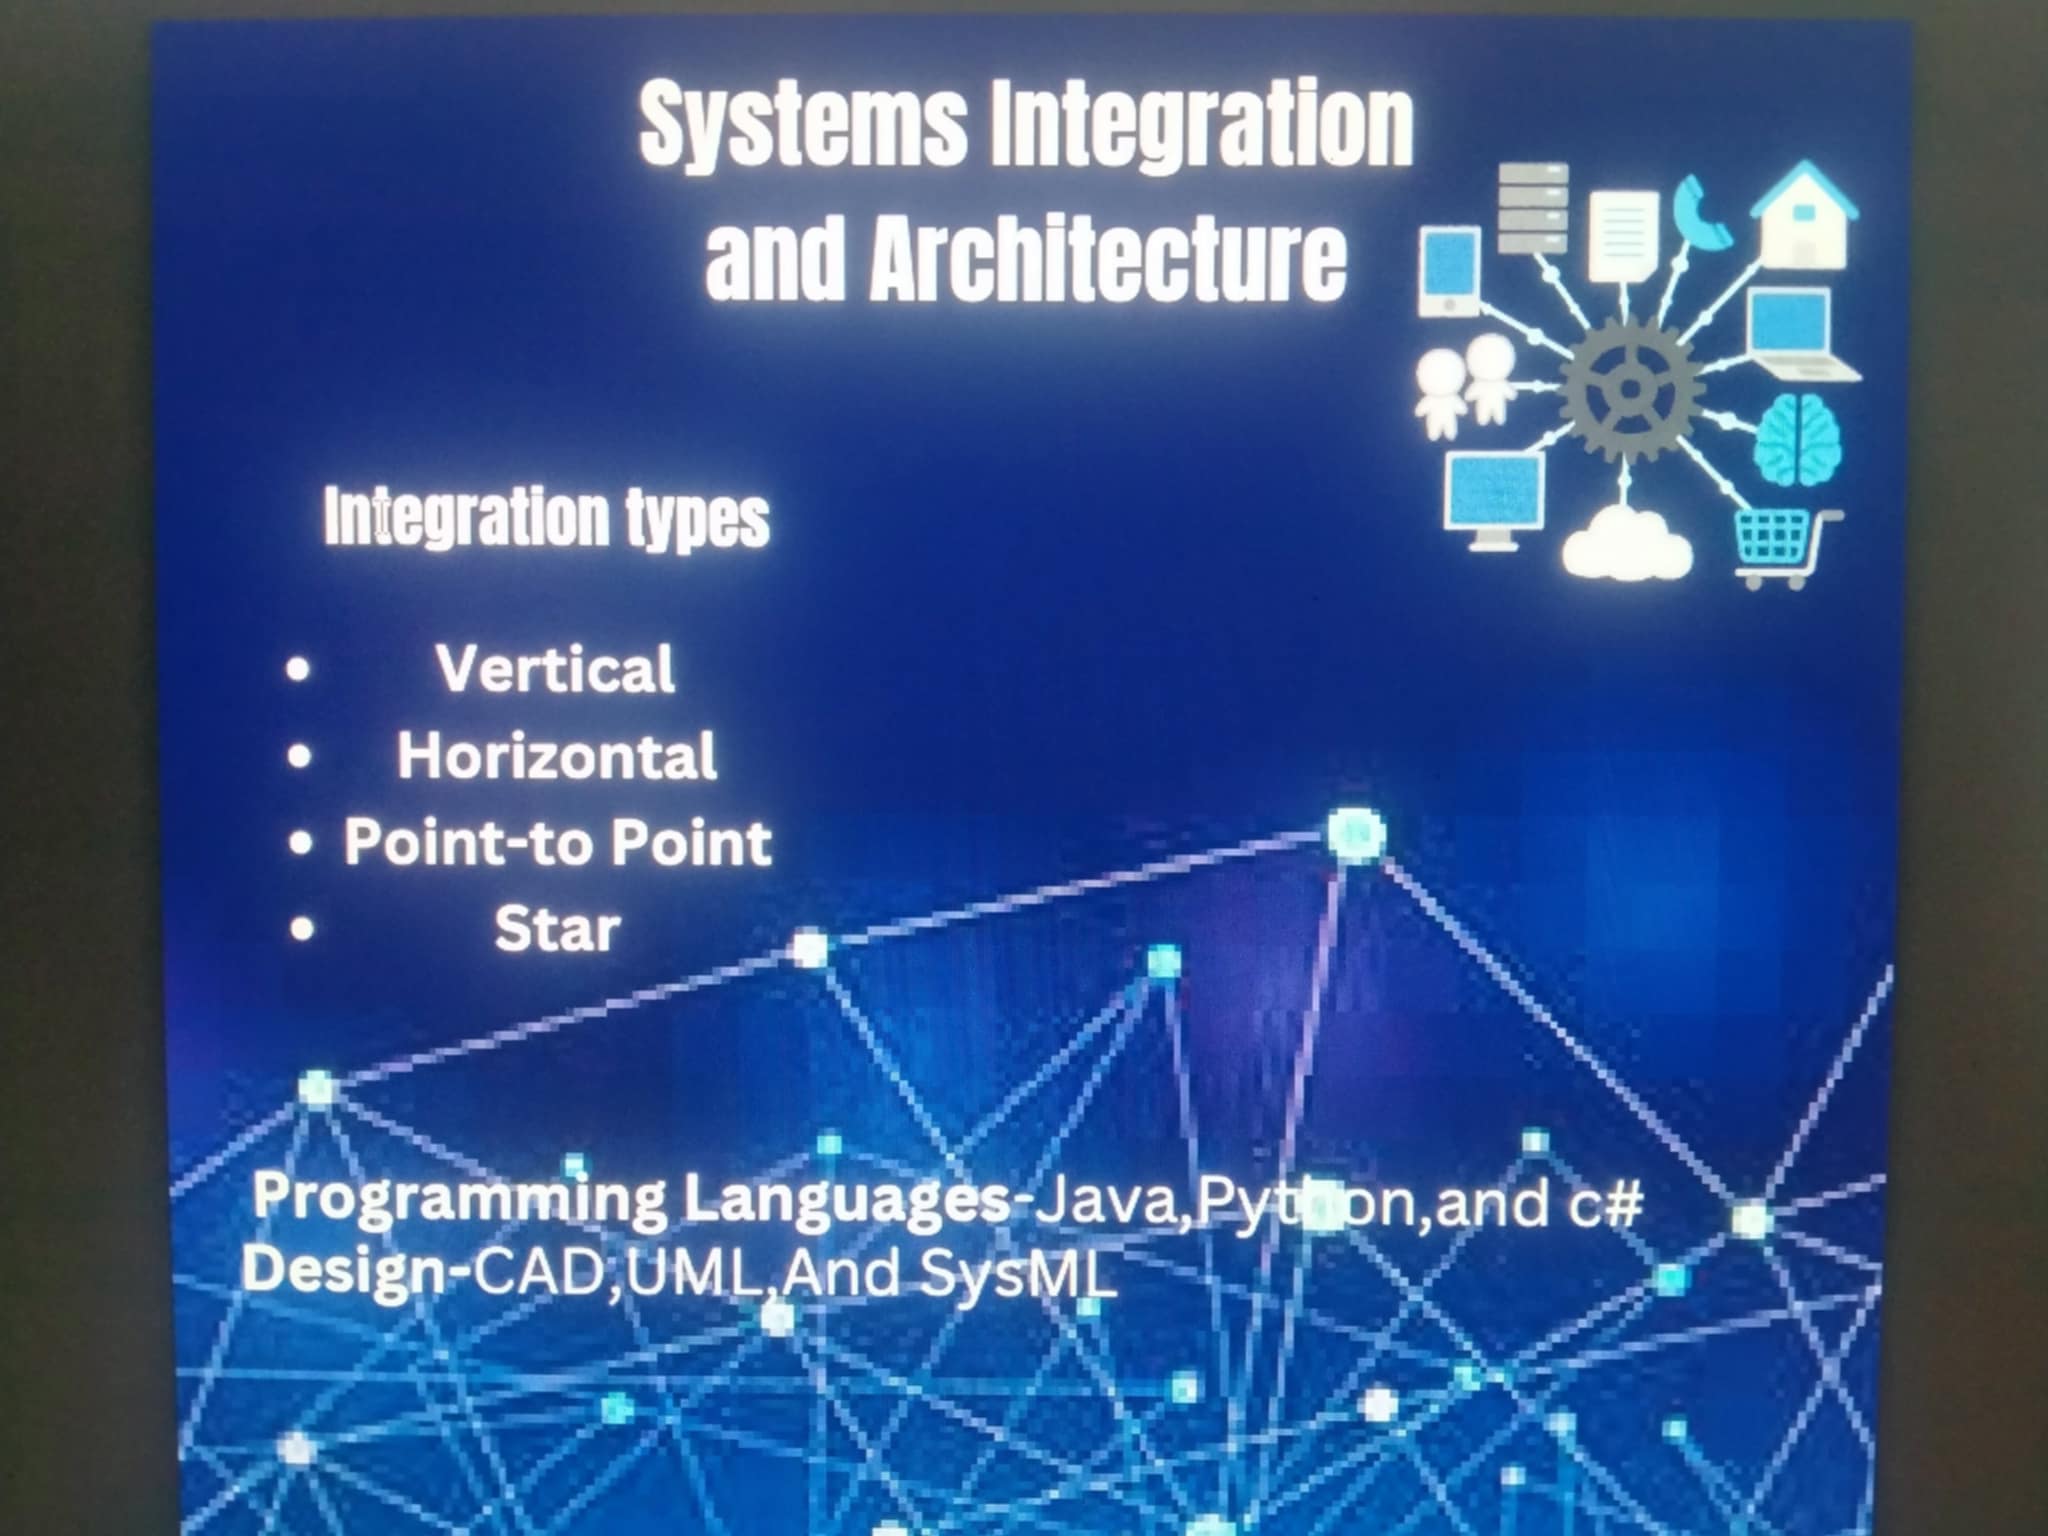 Systems Integration
and Architecture
Integration types
• Vertical
• Horizontal
• Point-to Point
• Star
Programming Languages-Java,Python,and c#
Design-CAD,UML,And SysML